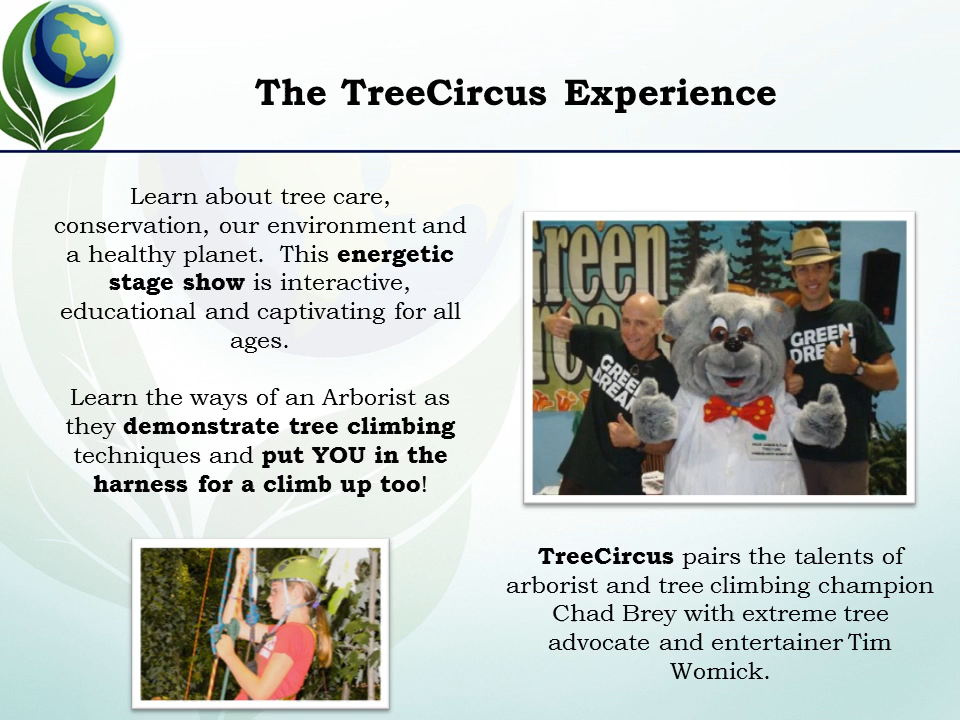 The TreeCircus Experience
Learn about tree care,
conservation, our environment and
a healthy planet.  This energetic
stage show is interactive,
educational and captivating for all
ages.
Learn the ways of an Arborist as
they demonstrate tree climbing
techniques and put YOU in the
harness for a climb up too!
Green
GREEN
DREAM
GREEN
DREAM
TreeCircus pairs the talents of
arborist and tree climbing champion
Chad Brey with extreme tree
advocate and entertainer Tim
Womick.